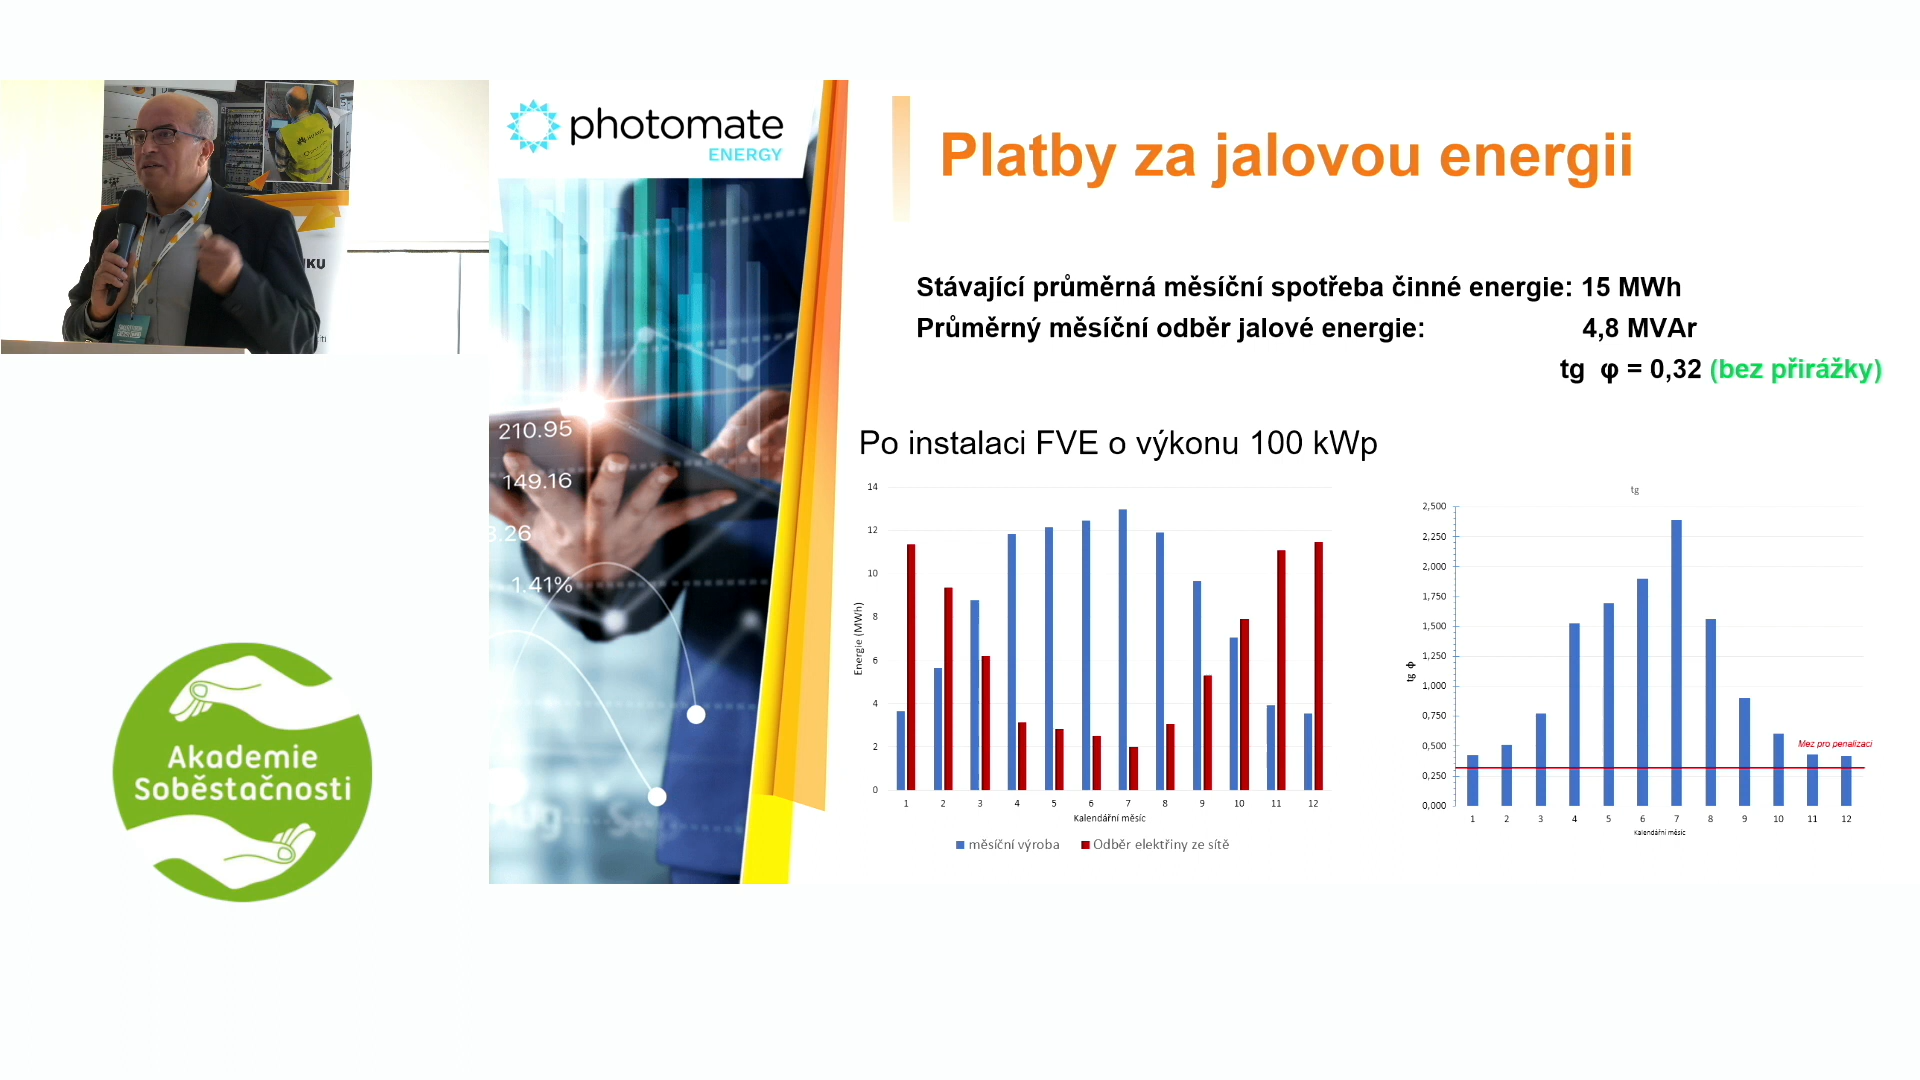 photomate
ENERGY
Platby za jalovou energii
Stávající průměrná měsíční spotřeba činné energie: 15 MWh
Průměrný měsíční odběr jalové energie: 4,8 MVAr
tg φ = 0,32 (bez přirážky)
Po instalaci FVE o výkonu 100 kWp
14
12
10
8
6
4
2
0
Energie (MWh)
1 2 3 4 5 6 7 8 9 10 11 12
Kalendářní měsíc
měsíční výroba Odběr elektřiny ze sítě
tg
2,500
2,250
2,000
1,750
1,500
1,250
1,000
0,750
0,500
0,250
0,000
tg φ
Mez pro penalizaci
1 2 3 4 5 6 7 8 9 10 11 12
Kalendářní měsíc
210.95
149.16
3.26
1.41%
Aug
Akademie
Soběstačnosti